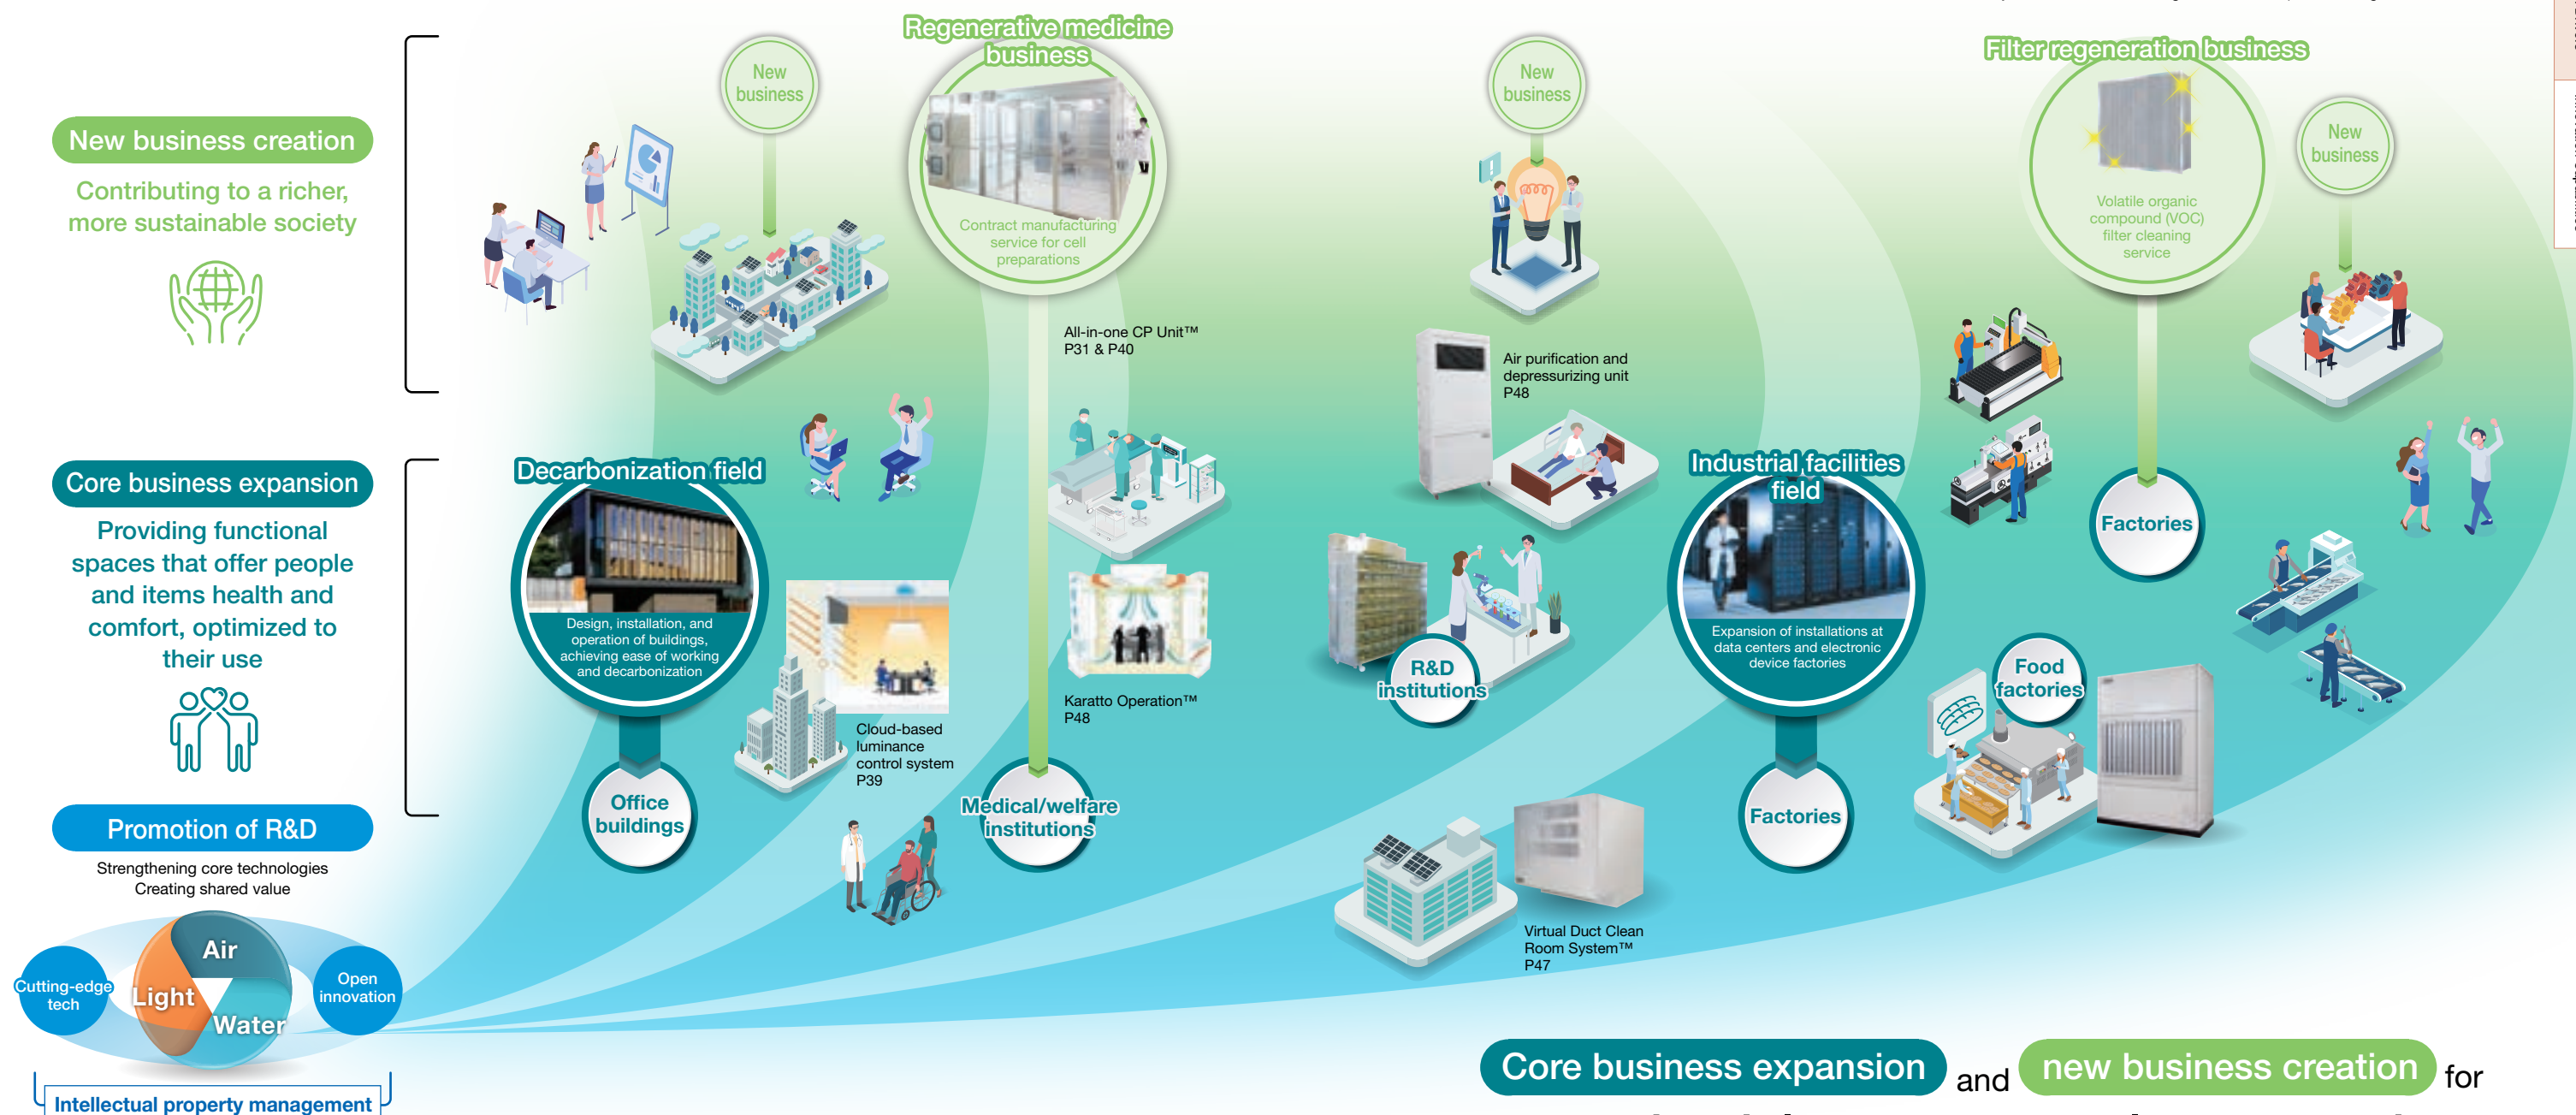 New business creation
Contributing to a richer,
more sustainable society
Core business expansion
Providing functional
spaces that offer people
and items health and
comfort, optimized to
their use
Promotion of R&D
Strengthening core technologies
Creating shared value
Cutting-edge
tech
Air
Light
Water
Open
innovation
Intellectual property management
New
business
Regenerative medicine
business
Contract manufacturing
service for cell
preparations
All-in-one CP Unit™
P31 & P40
Decarbonization field
Design, installation, and
operation of buildings,
achieving ease of working
and decarbonization
Office
buildings
Cloud-based
luminance
control system
P39
Karatto Operation™
P48
Medical/welfare
institutions
New
business
Air purification and
depressurizing unit
P48
R&D
institutions
Industrial facilities
field
Expansion of installations at
data centers and electronic
device factories
Factories
Virtual Duct Clean
Room System™
P47
Filter regeneration business
Volatile organic
compound (VOC)
filter cleaning
service
Factories
New
business
Food
factories
Core business expansion and new business creation for